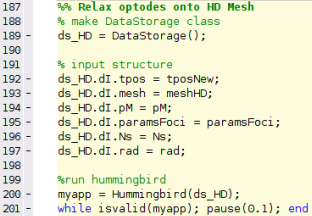 187 %% Relax optodes onto HD Mesh
188 % make DataStorage class
189 - ds_HD = DataStorage();
190
191 % input structure
192 - ds_HD.dI.tpos = tposNew;
193 - ds_HD.dI.mesh = meshHD;
194 - ds_HD.dI.pM = pM;
195 - ds_HD.dI.paramsFoci = paramsFoci;
196 - ds_HD.dI.Ns = Ns;
197 - ds_HD.dI.rad = rad;
198
199 %run hummingbird
200 - myapp = Hummingbird(ds_HD);
201 - while isvalid(myapp); pause(0.1); end